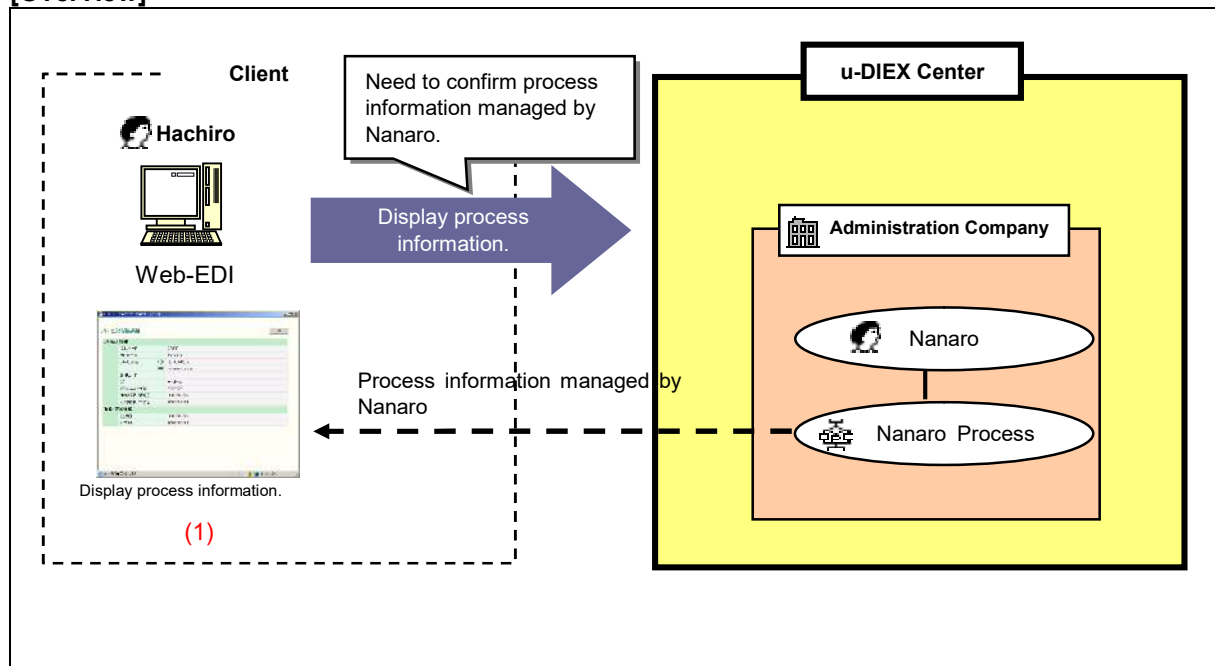 [Overview]
Client
Need to confirm process
information managed by
Nanaro.
u-DIEX Center
Hachiro
Display process
information.
Administration Company
Web-EDI
Nanaro
Process information managed by
Nanaro
Nanaro Process
Display process information.
(1)